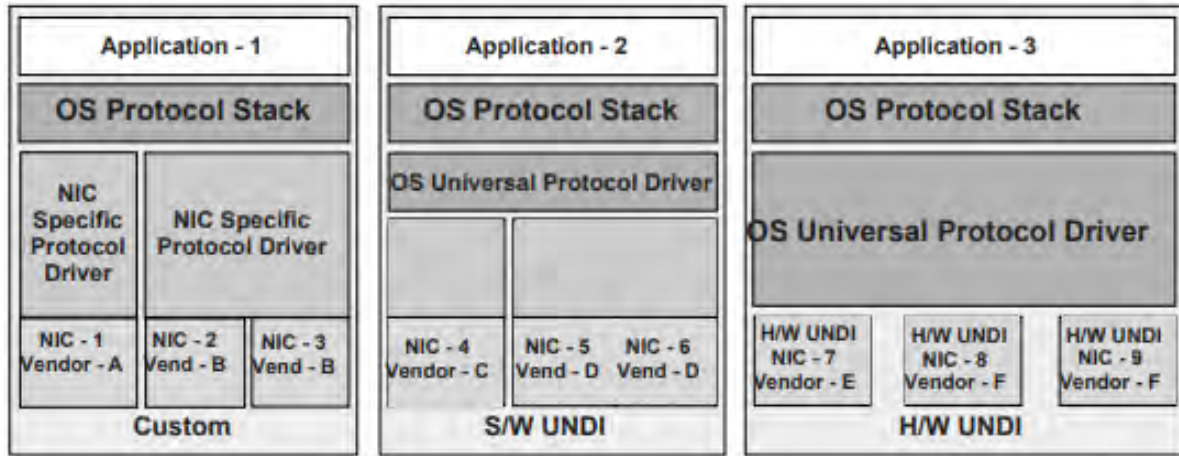 Application - 1
OS Protocol Stack
NIC
Specific
Protocol
Driver
NIC Specific
Protocol Driver
NIC - 1
Vendor - A
NIC - 2
Vend - B
NIC - 3
Vend - B
Custom
Application - 2
OS Protocol Stack
OS Universal Protocol Driver
NIC - 4
Vendor - C
NIC - 5
Vend - D
NIC - 6
Vend - D
S/W UNDI
Application - 3
OS Protocol Stack
OS Universal Protocol Driver
H/W UNDI
NIC - 7
Vendor - E
H/W UNDI
NIC - 8
Vendor - F
H/W UNDI
NIC - 9
Vendor - F
H/W UNDI